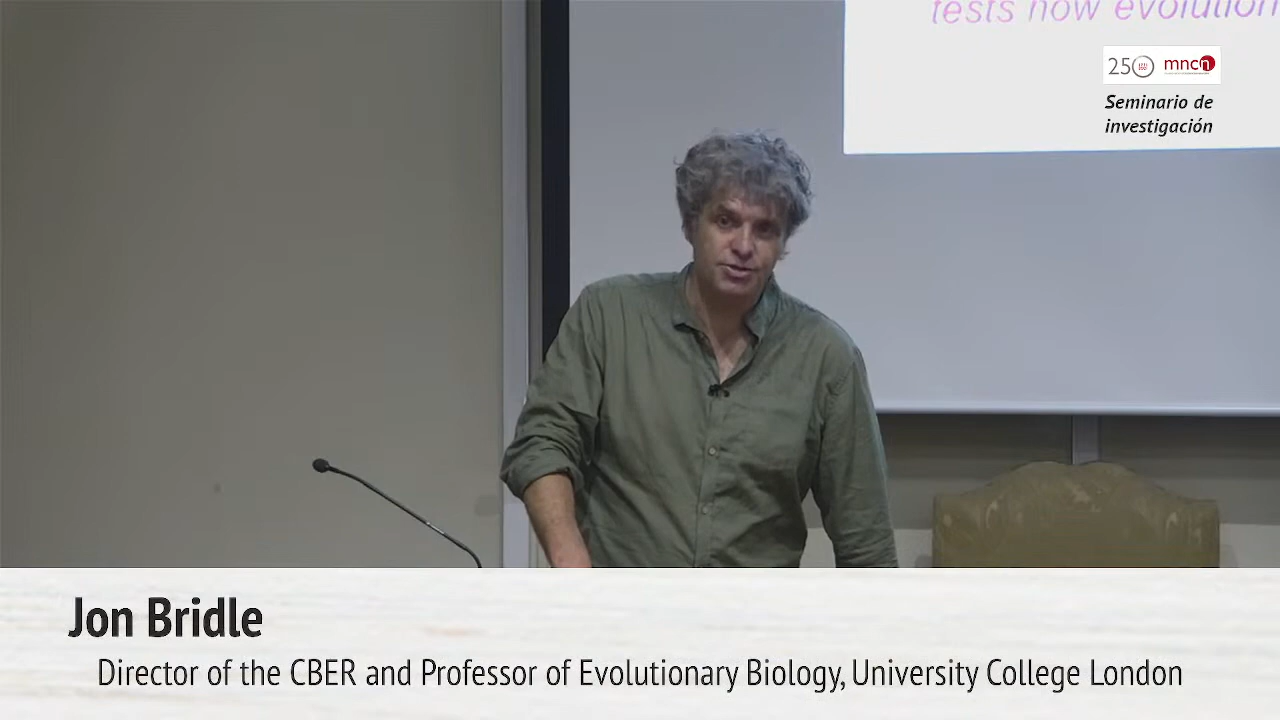 tests how evolution
250 mncn
Seminario de
investigación
Jon Bridle
Director of the CBER and Professor of Evolutionary Biology, University College London